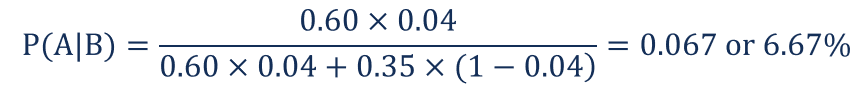 P(A|B) = 0.60 × 0.04 / 0.60 × 0.04 + 0.35 × (1 − 0.04) = 0.067 or 6.67%